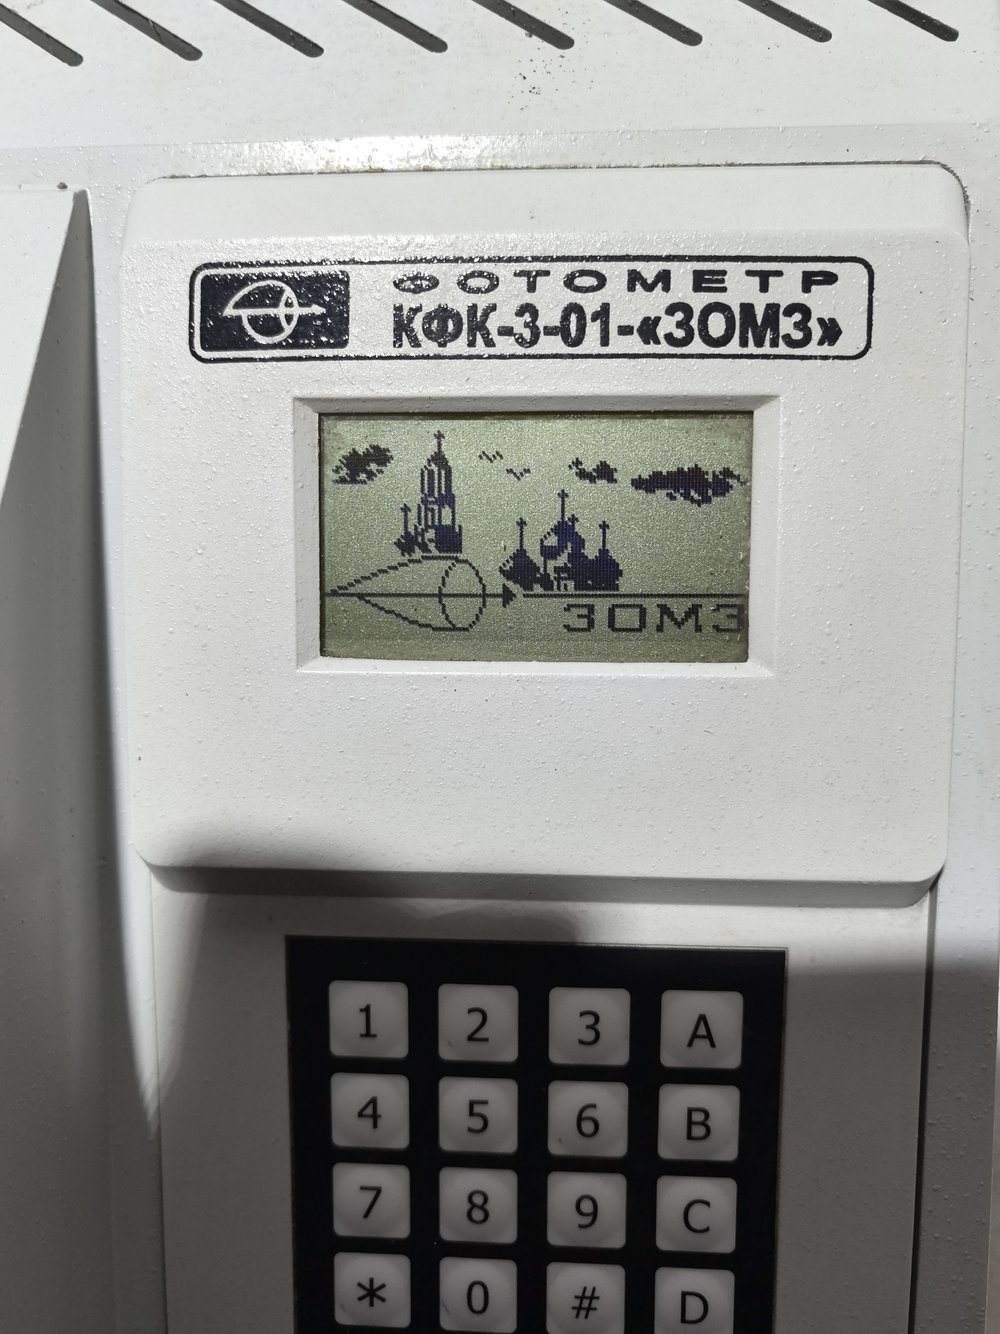 ФОТОМЕТР
КФК-3-01-«ЗОМЗ»
ЗОМЗ
1 2 3 A
4 5 6 B
7 8 9 C
* 0 # D